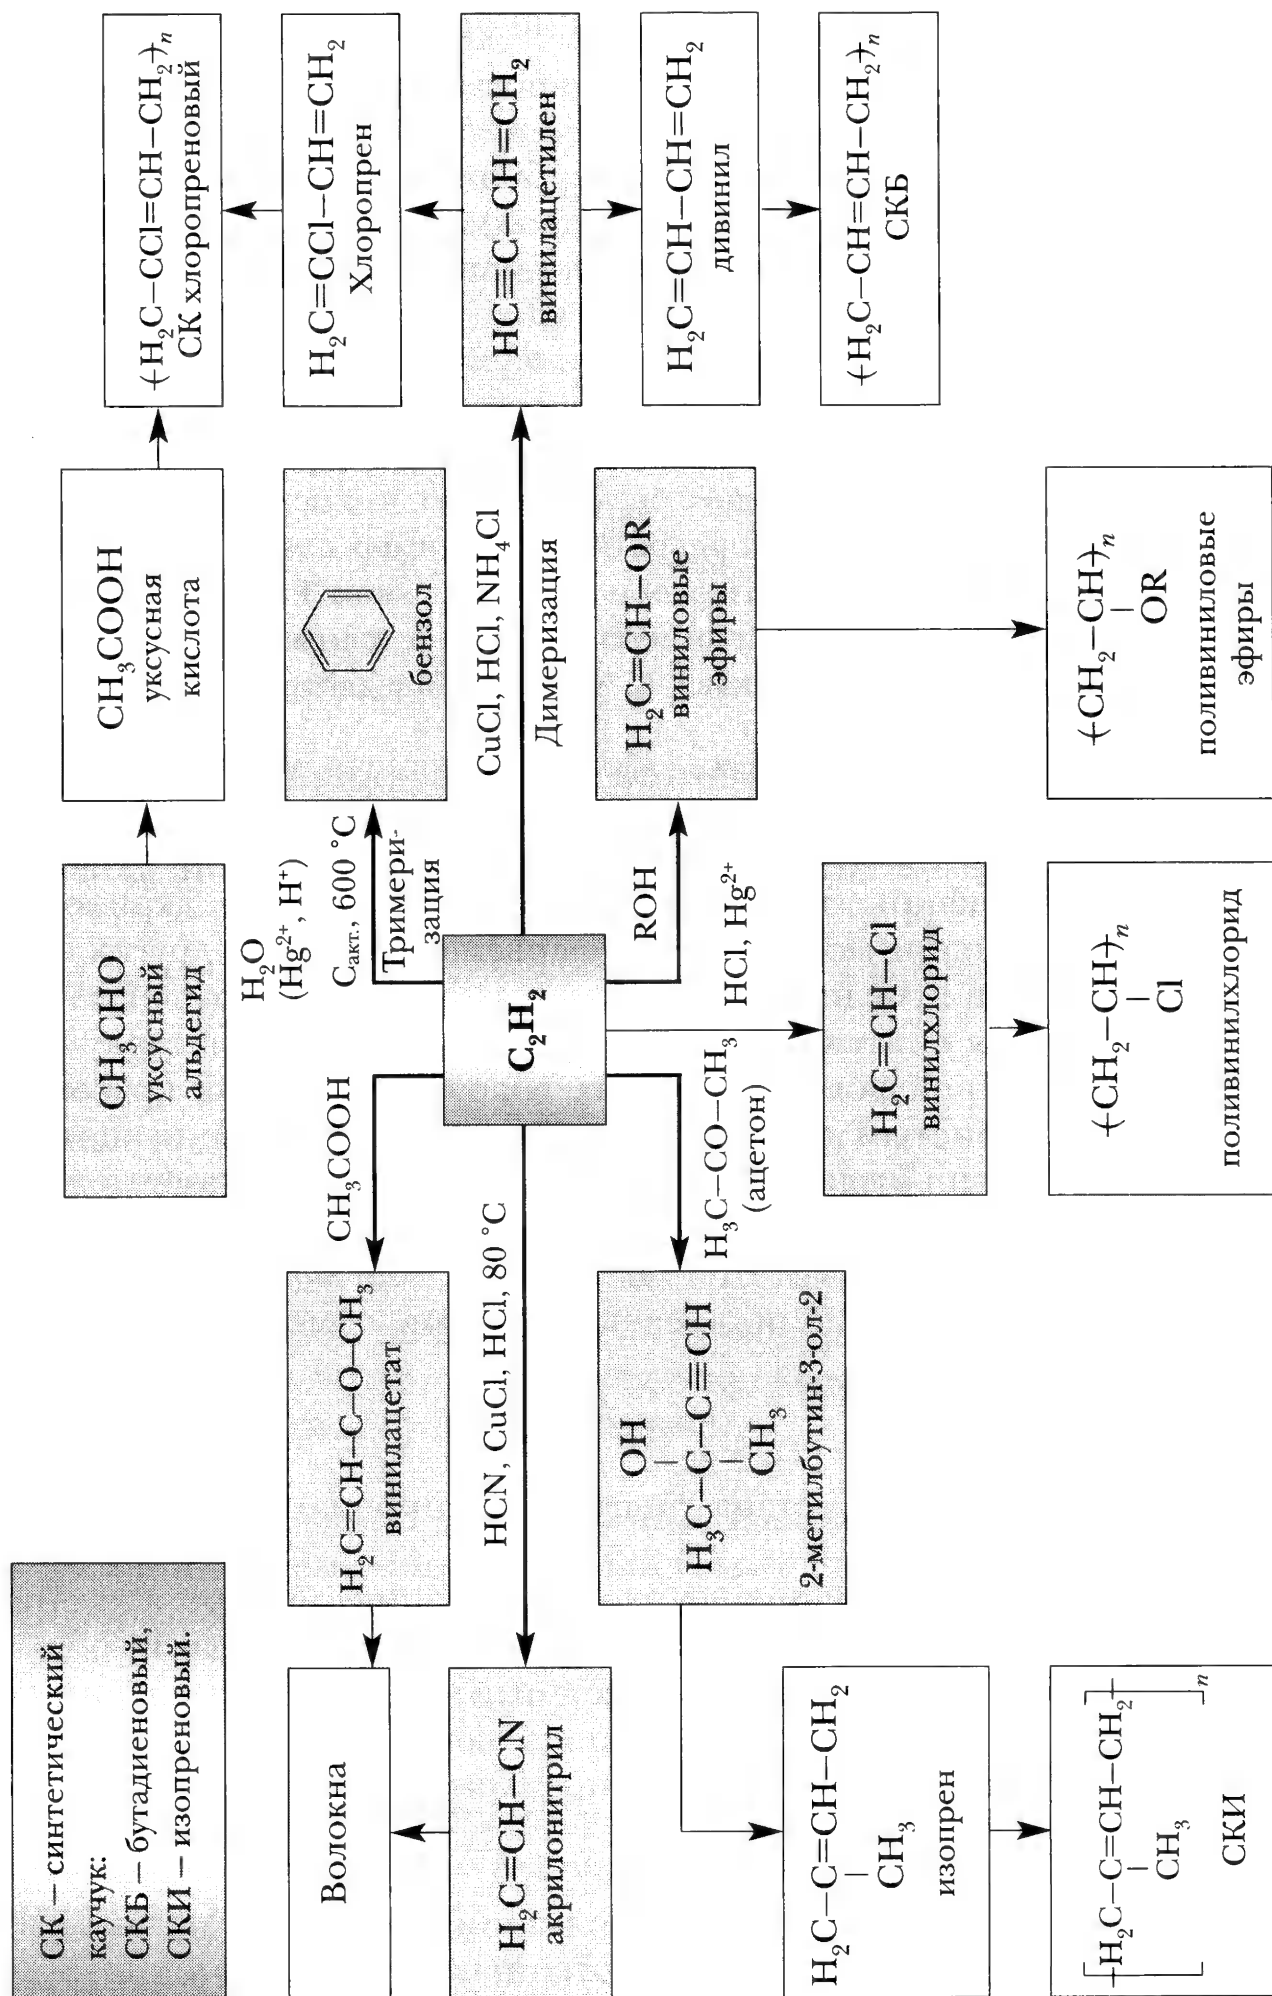 СК — синтетический
каучук:
СКБ — бутадиеновый,
СКИ — изопреновый.
CH₃CHO
уксусный
альдегид
CH₃COOH
уксусная
кислота
(H₂C–CCl=CH–CH₂)ₙ
СК хлоропреновый
H₂O
(Hg²⁺, H⁺)
Волокна
H₂C=CH–C–O–CH₃
винилацетат
CH₃COOH
Cакт., 600 °C
Тримери-
зация
бензол
H₂C=CCl–CH=CH₂
Хлоропрен
H₂C=CH–CN
акрилонитрил
HCN, CuCl, HCl, 80 °C
C₂H₂
CuCl, HCl, NH₄Cl
Димеризация
HC≡C–CH=CH₂
винилацетилен
OH
H₃C–C–C≡CH
CH₃
2-метилбутин-3-ол-2
H₃C–CO–CH₃
(ацетон)
ROH
HCl, Hg²⁺
H₂C=CH–OR
виниловые
эфиры
H₂C=CH–CH=CH₂
дивинил
H₂C–C=CH–CH₂
CH₃
изопрен
H₂C=CH–Cl
винилхлорид
(H₂C–CH=CH–CH₂)ₙ
СКБ
[H₂C–C=CH–CH₂]ₙ
CH₃
СКИ
(CH₂–CH)ₙ
Cl
поливинилхлорид
(CH₂–CH)ₙ
OR
поливиниловые
эфиры